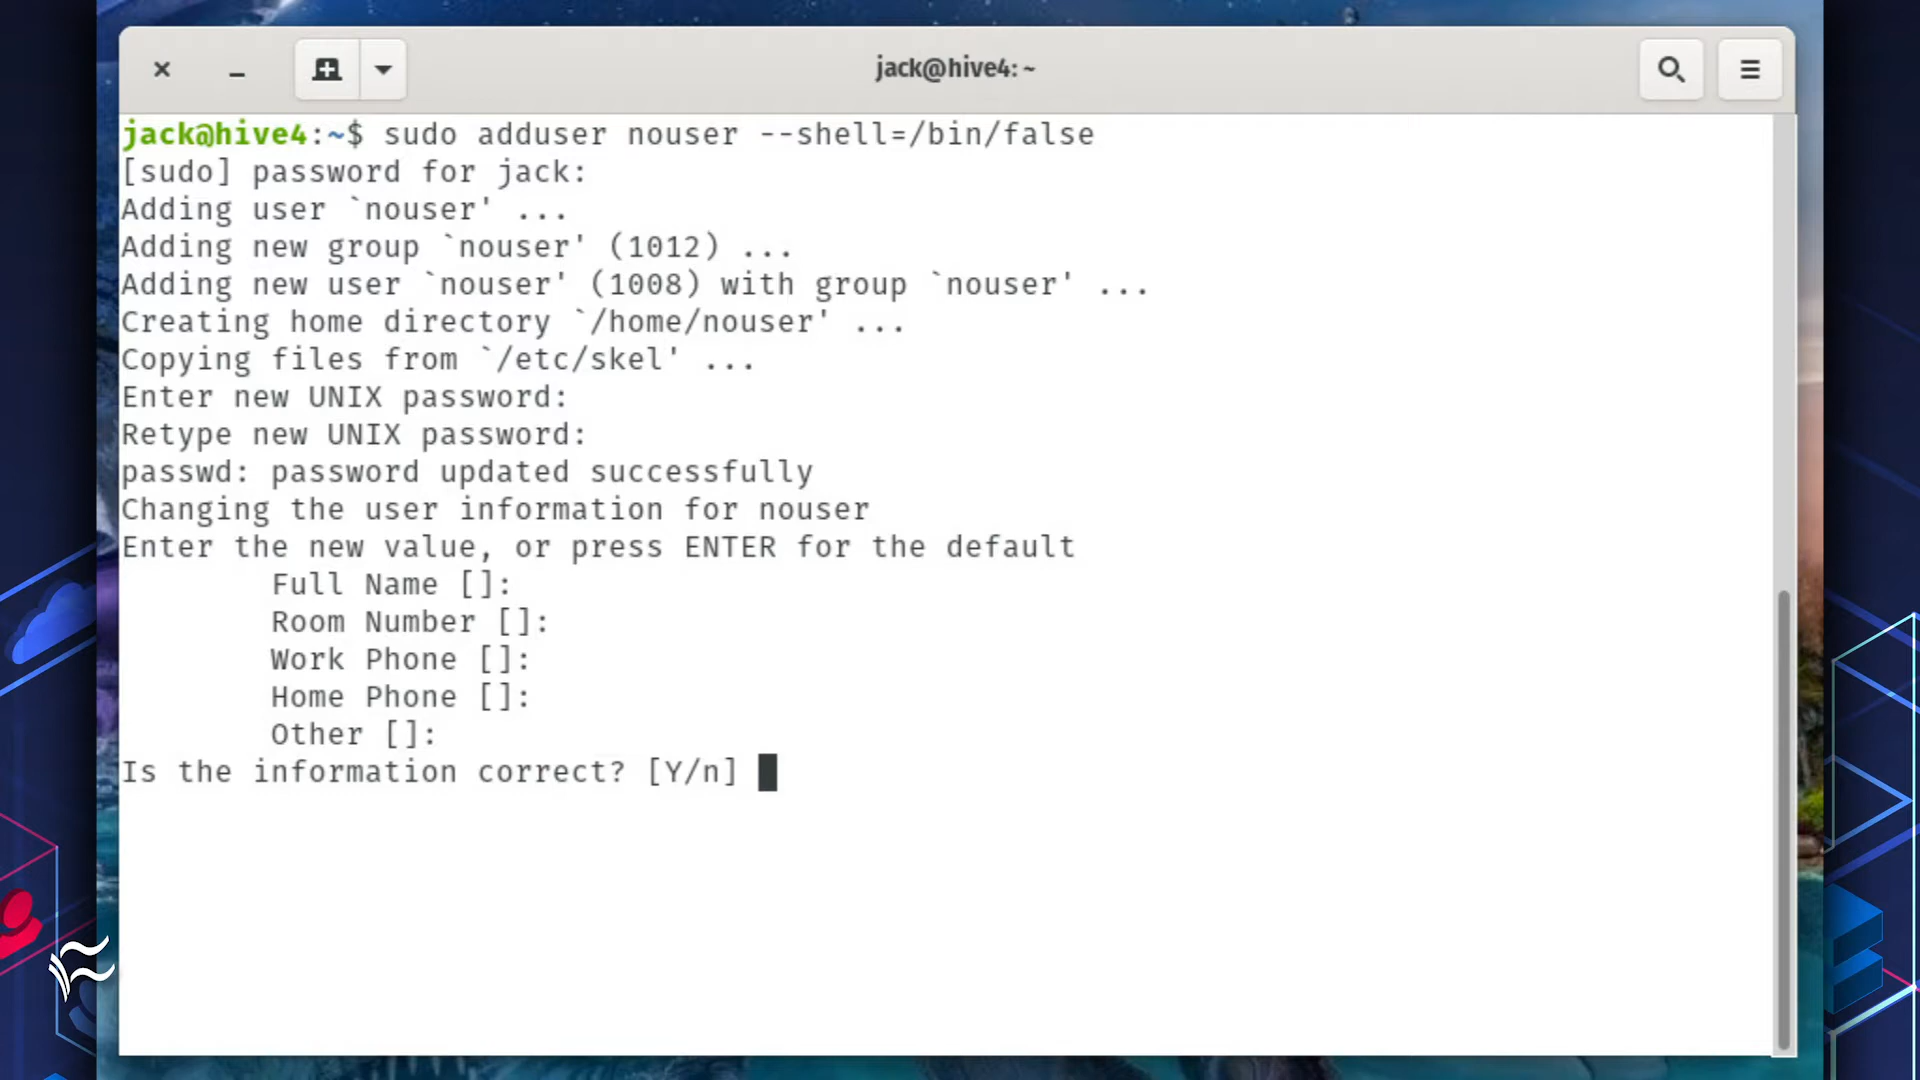 jack@hive4: ~
jack@hive4:~$ sudo adduser nouser --shell=/bin/false
[sudo] password for jack:
Adding user `nouser' ...
Adding new group `nouser' (1012) ...
Adding new user `nouser' (1008) with group `nouser' ...
Creating home directory `/home/nouser' ...
Copying files from `/etc/skel' ...
Enter new UNIX password:
Retype new UNIX password:
passwd: password updated successfully
Changing the user information for nouser
Enter the new value, or press ENTER for the default
Full Name []:
Room Number []:
Work Phone []:
Home Phone []:
Other []:
Is the information correct? [Y/n]